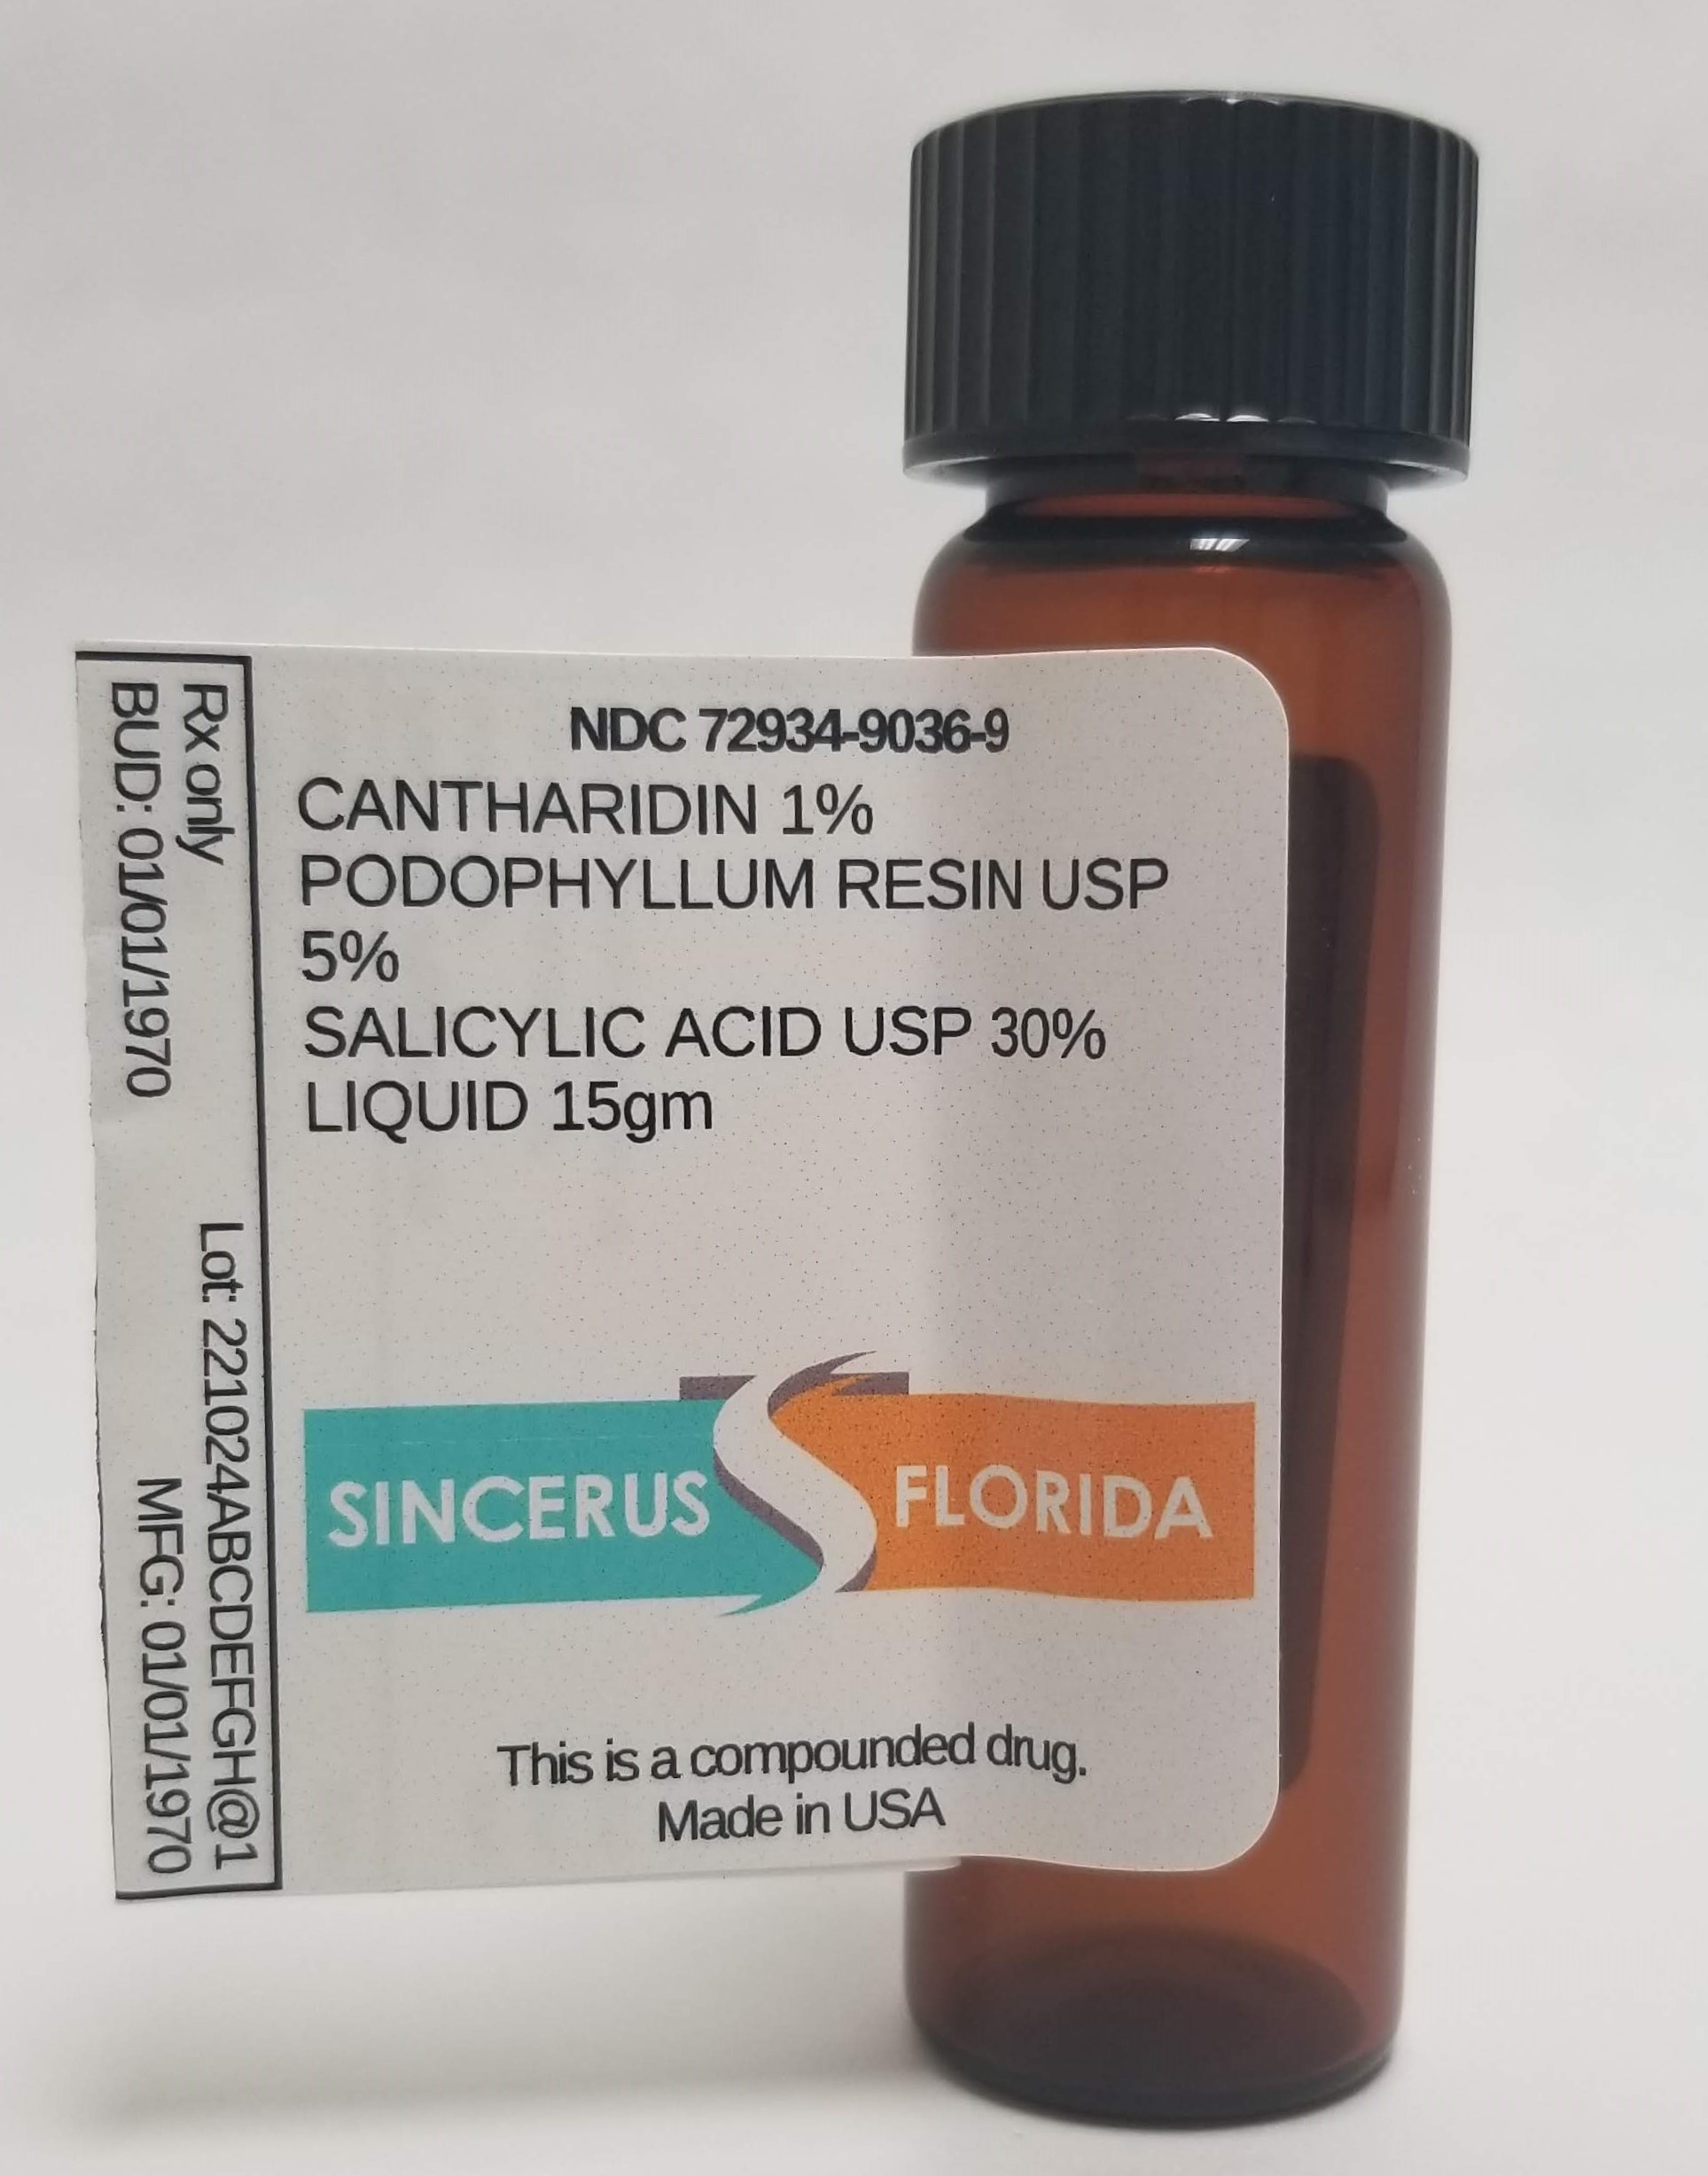 NDC 72934-9036-9
CANTHARIDIN 1%
PODOPHYLLUM RESIN USP
5%
SALICYLIC ACID USP 30%
LIQUID 15gm
SINCERUS FLORIDA
This is a compounded drug.
Made in USA
Rx only Lot: 221024ABCDEFGH@1
BUD: 01/01/1970 MFG: 01/01/1970